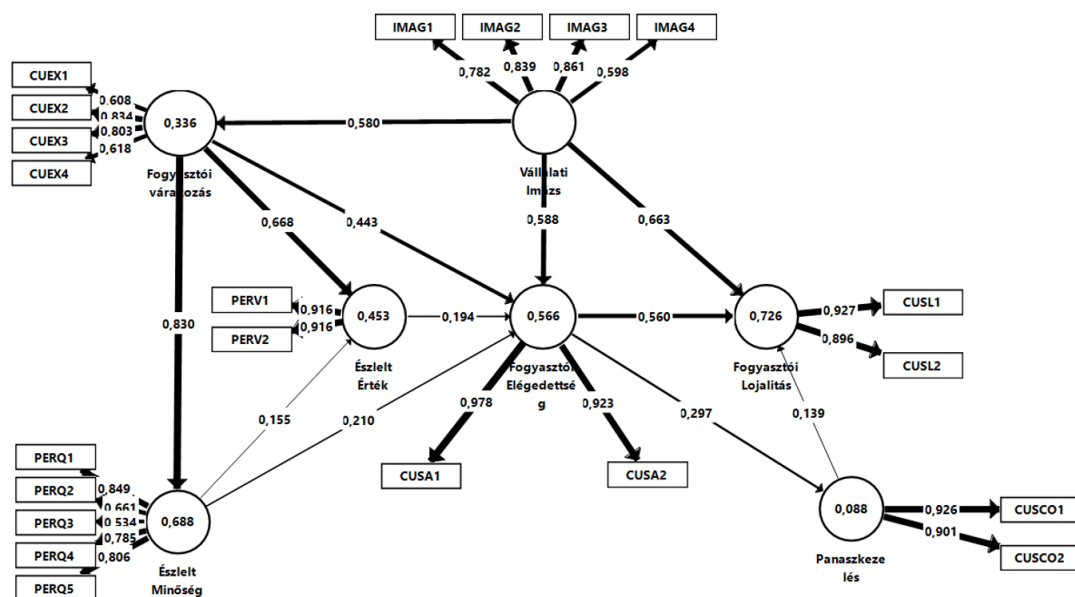 IMAG1
IMAG2
IMAG3
IMAG4
0,782
0,839
0,861
0,598
CUEX1
CUEX2
CUEX3
CUEX4
0,608
0,834
0,803
0,618
0,336
Fogyasztói
várakozás
0,580
Vállalati
Imázs
0,668
0,443
0,588
0,663
PERV1
PERV2
0,916
0,916
0,453
Észlelt
Érték
0,194
0,566
Fogyasztói
Elégedettsé
g
0,560
0,726
Fogyasztói
Lojalitás
0,927
0,896
CUSL1
CUSL2
0,830
0,155
0,210
0,978
0,923
0,297
0,139
CUSA1
CUSA2
PERQ1
PERQ2
PERQ3
PERQ4
PERQ5
0,849
0,661
0,534
0,785
0,806
0,688
Észlelt
Minőség
0,088
Panaszkeze
lés
0,926
0,901
CUSCO1
CUSCO2